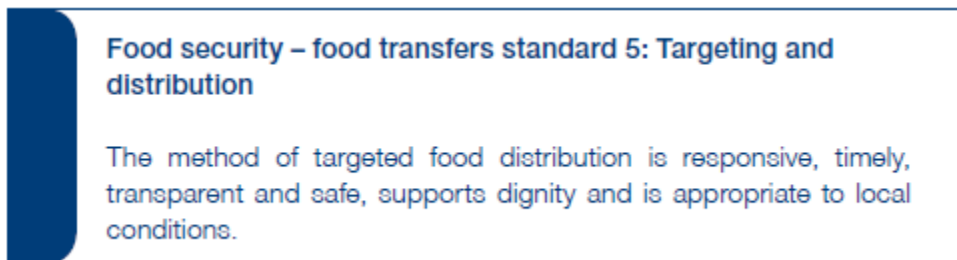 Food security – food transfers standard 5: Targeting and
distribution
The method of targeted food distribution is responsive, timely,
transparent and safe, supports dignity and is appropriate to local
conditions.